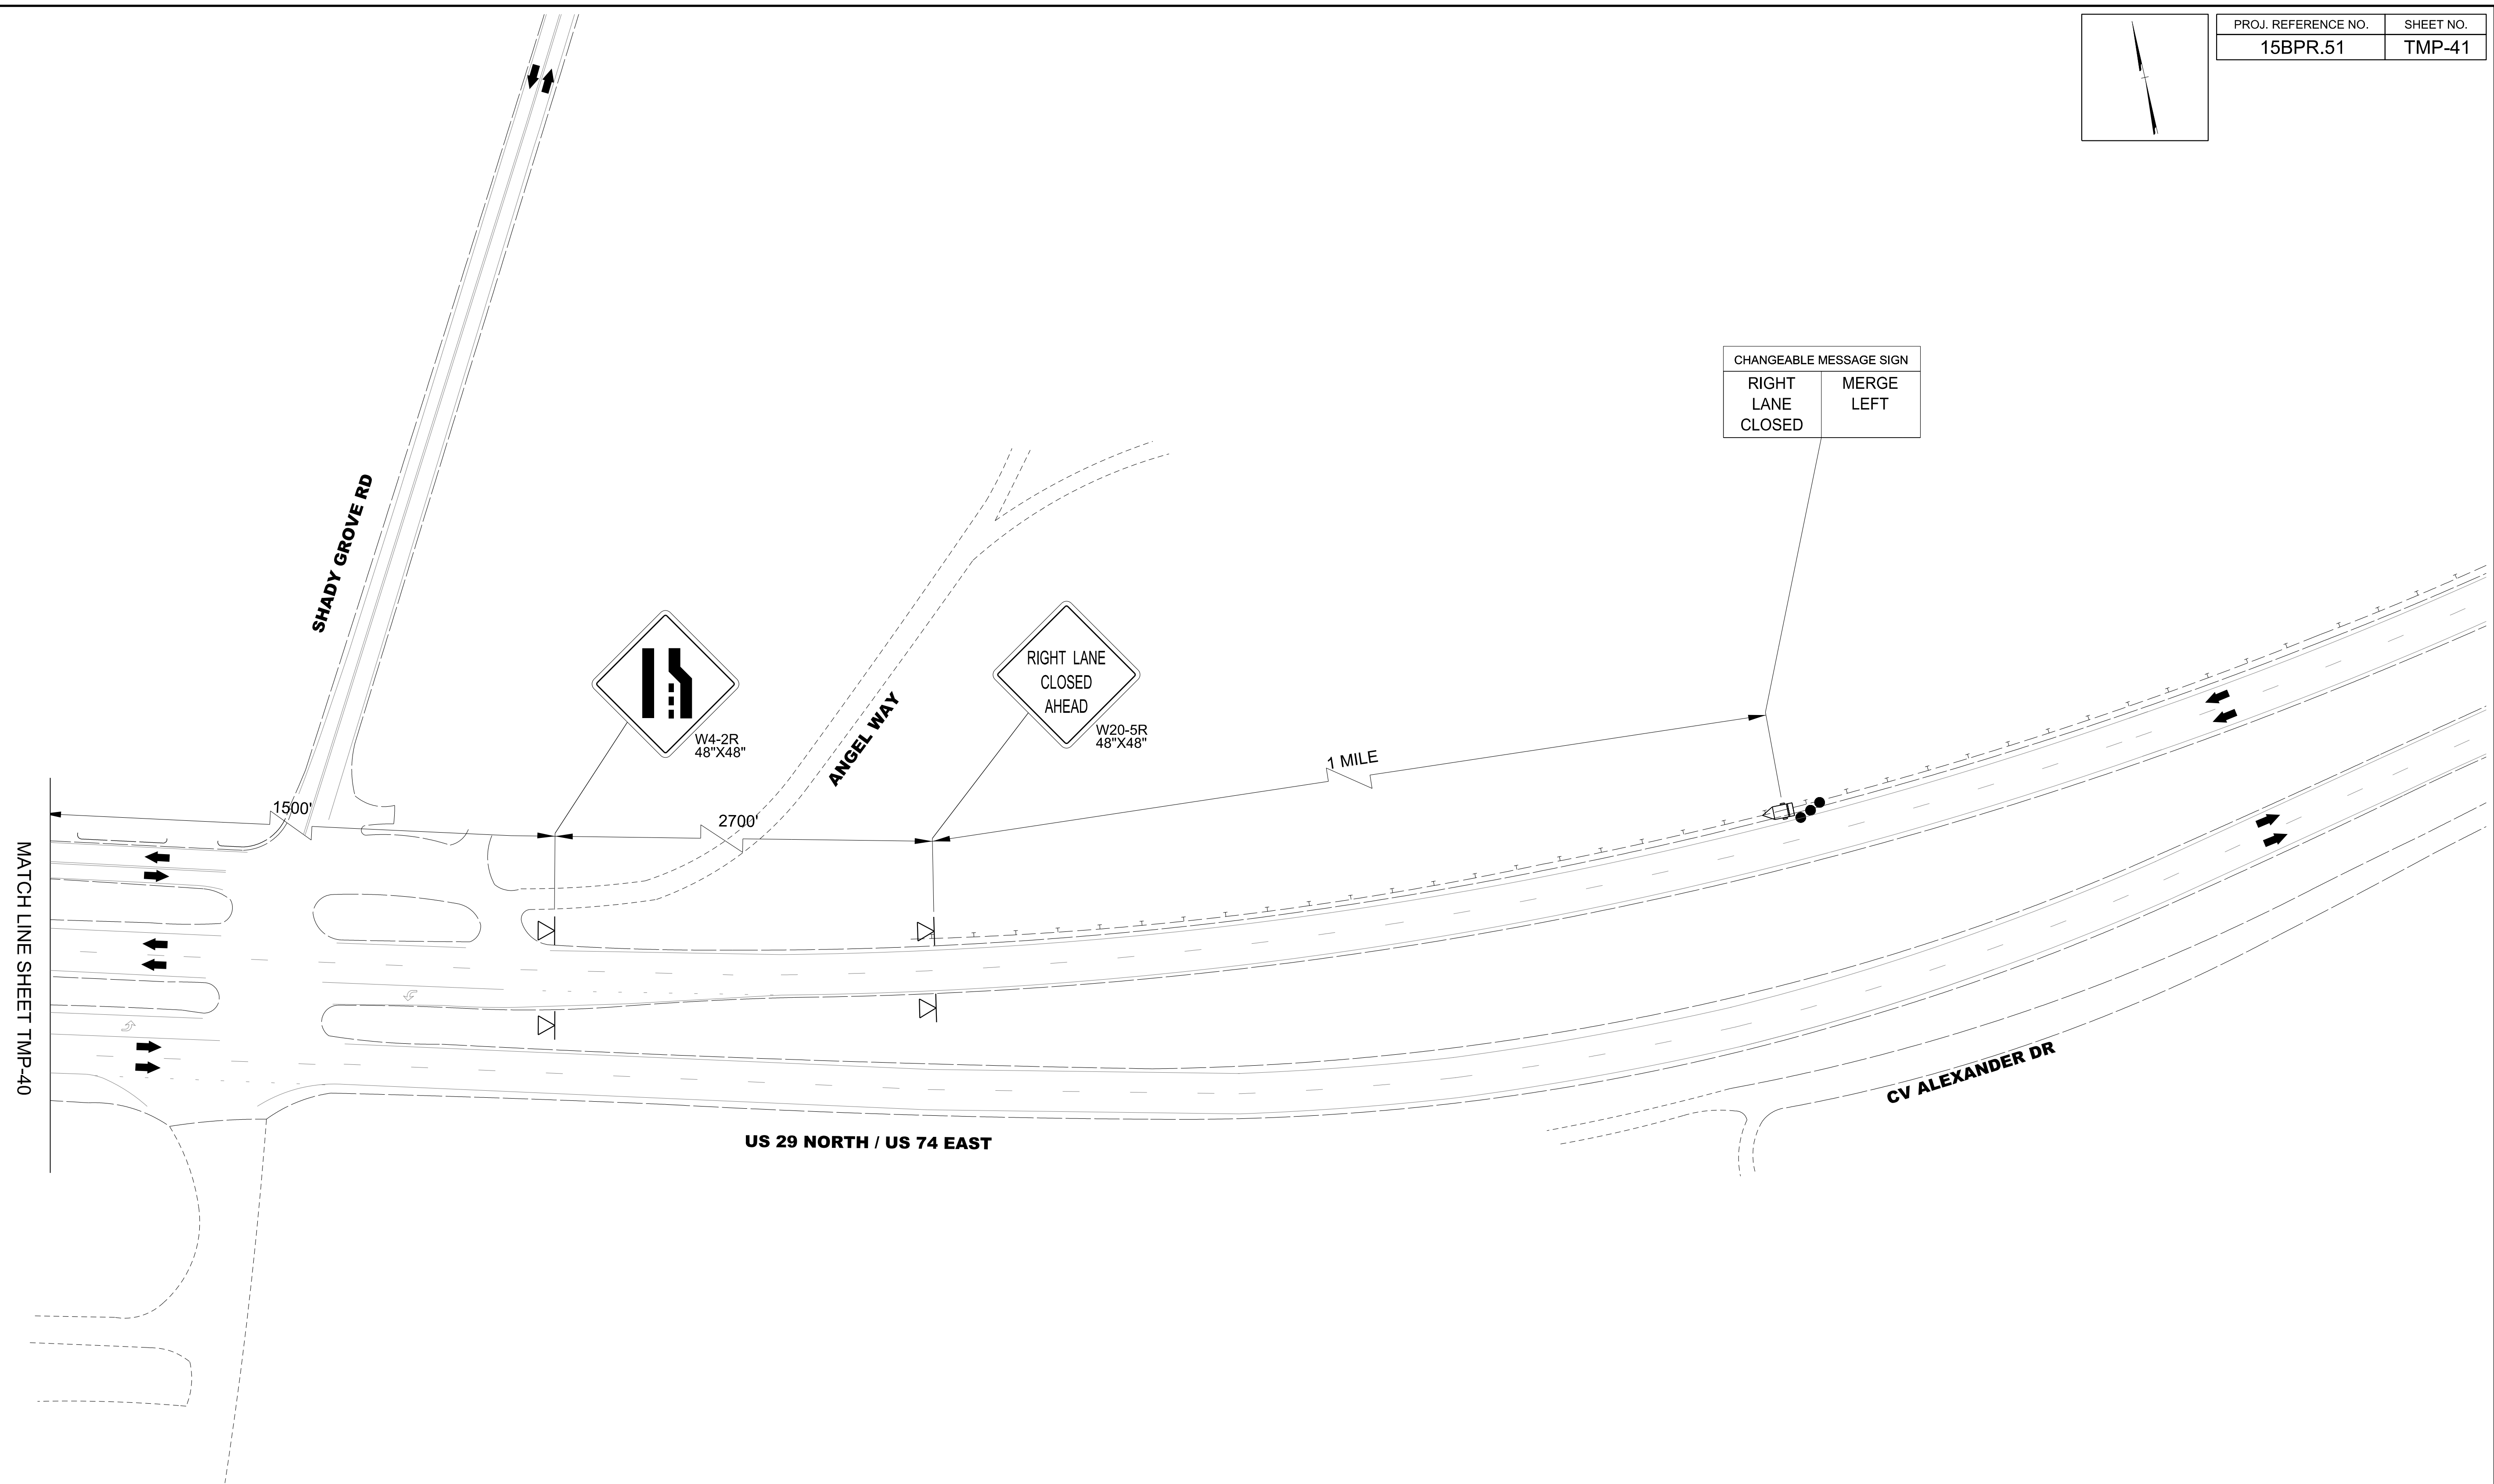 PROJ. REFERENCE NO. SHEET NO.
15BPR.51 TMP-41
CHANGEABLE MESSAGE SIGN
RIGHT
LANE
CLOSED
MERGE
LEFT
SHADY GROVE RD
W4-2R
48"X48"
ANGEL WAY
RIGHT LANE
CLOSED
AHEAD
W20-5R
48"X48"
1 MILE
1500'
2700'
MATCH LINE SHEET TMP-40
CV ALEXANDER DR
US 29 NORTH / US 74 EAST